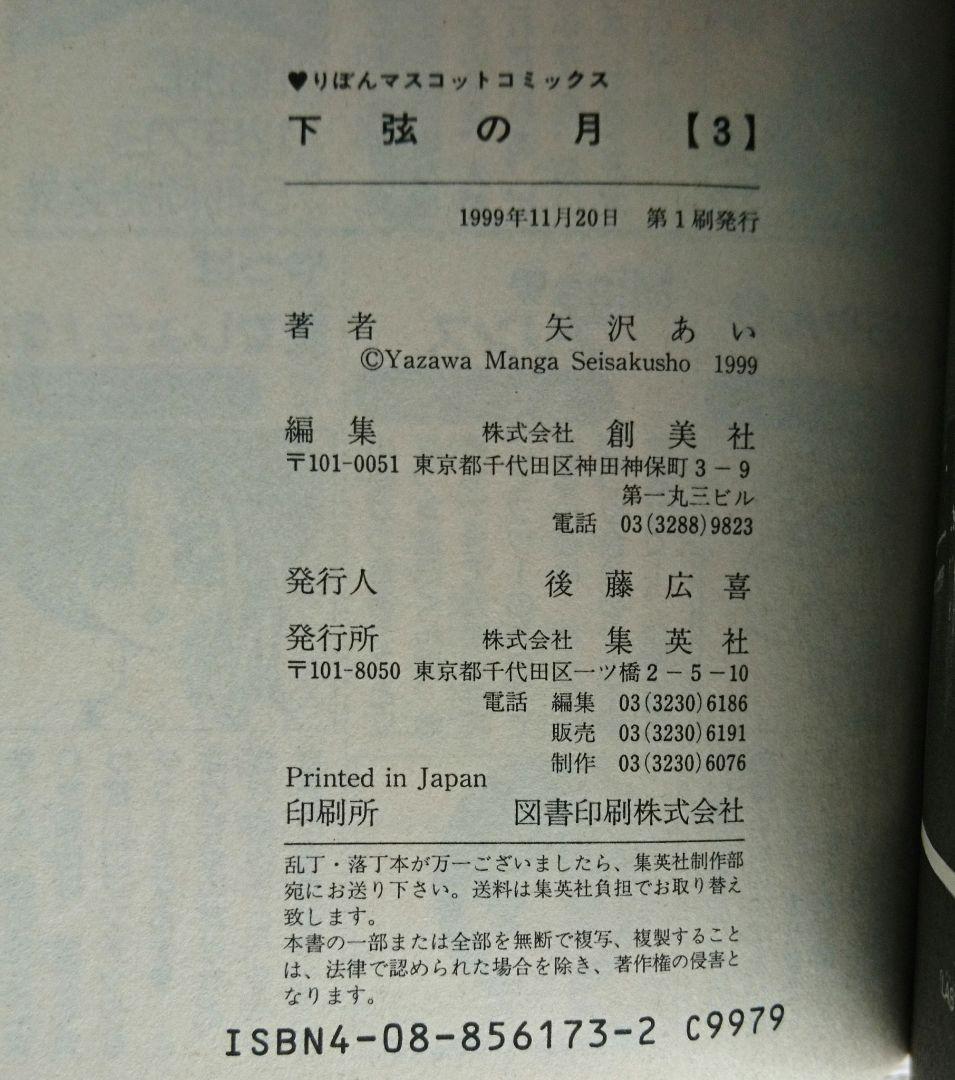 ♥りぼんマスコットコミックス
下弦の月【3】
1999年11月20日 第1刷発行
著者 矢沢あい
©Yazawa Manga Seisakusho 1999
編集 株式会社 創美社
〒101-0051 東京都千代田区神田神保町3-9
第一丸三ビル
電話 03(3288)9823
発行人 後藤広喜
発行所 株式会社 集英社
〒101-8050 東京都千代田区一ツ橋2-5-10
電話 編集 03(3230)6186
販売 03(3230)6191
制作 03(3230)6076
Printed in Japan
印刷所 図書印刷株式会社
乱丁・落丁本が万一ございましたら、集英社制作部
宛にお送り下さい。送料は集英社負担でお取り替え
致します。
本書の一部または全部を無断で複写、複製すること
は、法律で認められた場合を除き、著作権の侵害と
なります。
ISBN4-08-856173-2 C9979